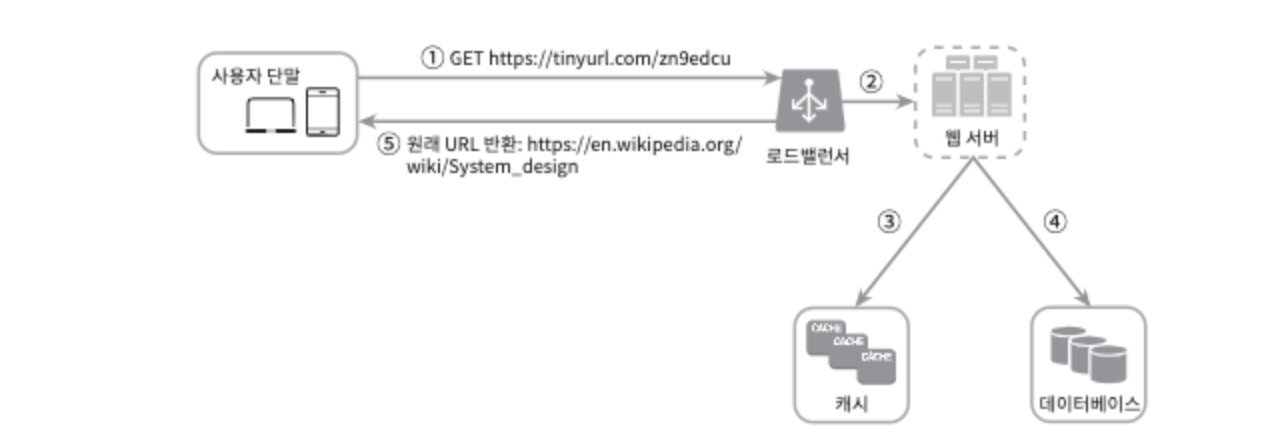 ① GET https://tinyurl.com/zn9edcu
사용자 단말
②
⑤ 원래 URL 반환: https://en.wikipedia.org/
wiki/System_design
로드밸런서
웹 서버
③
④
CACHE
CACHE
CACHE
캐시
데이터베이스